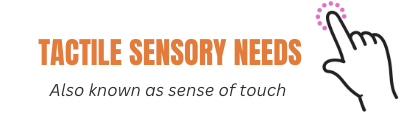 TACTILE SENSORY NEEDS
Also known as sense of touch